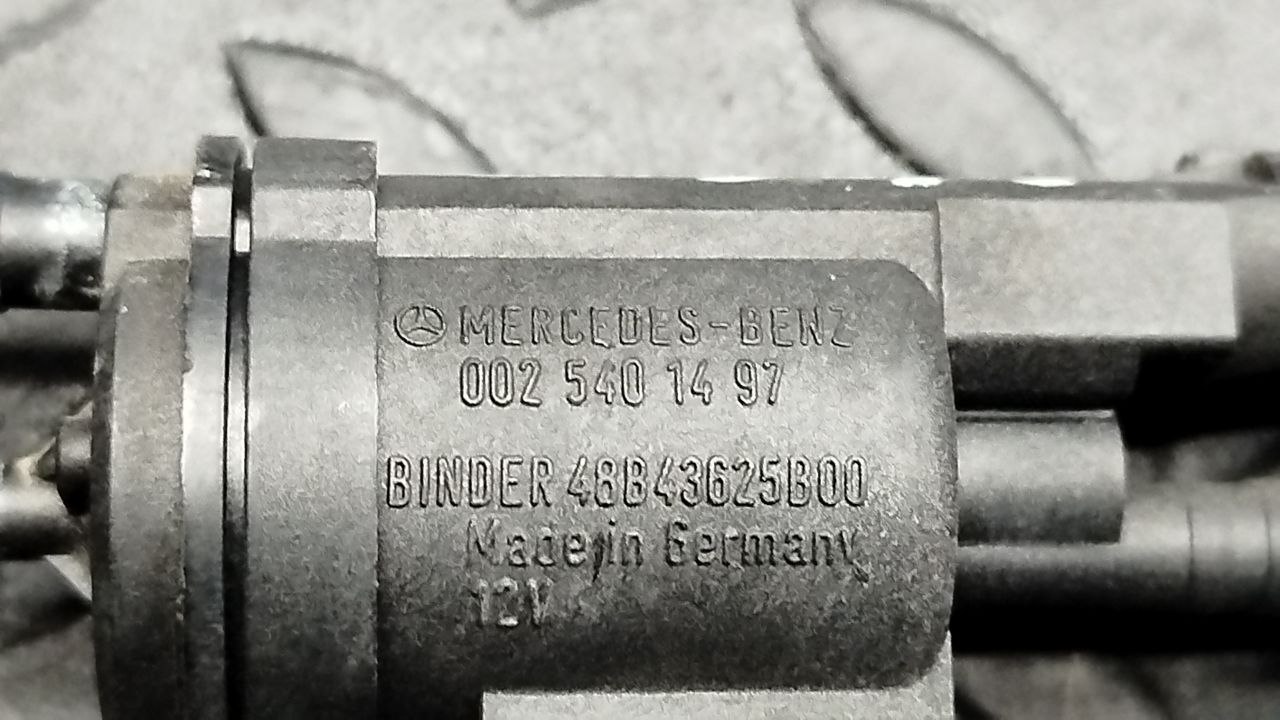 MERCEDES-BENZ
002 540 14 97
BINDER 48B43625B00
Made in Germany
12V